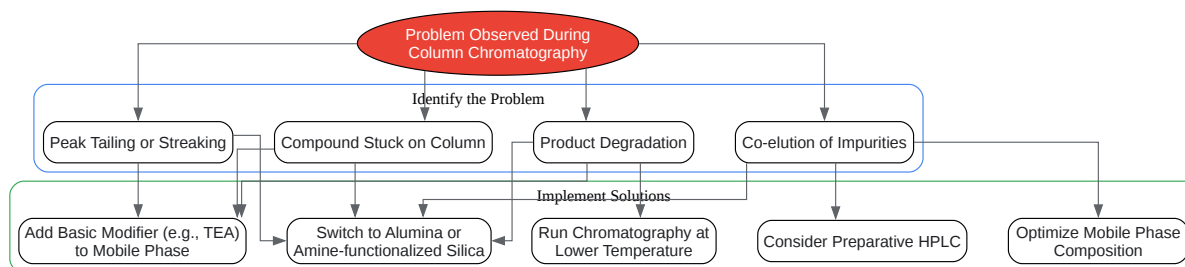 Problem Observed During
Column Chromatography
Identify the Problem
Peak Tailing or Streaking
Compound Stuck on Column
Product Degradation
Co-elution of Impurities
Implement Solutions
Add Basic Modifier (e.g., TEA)
to Mobile Phase
Switch to Alumina or
Amine-functionalized Silica
Run Chromatography at
Lower Temperature
Consider Preparative HPLC
Optimize Mobile Phase
Composition